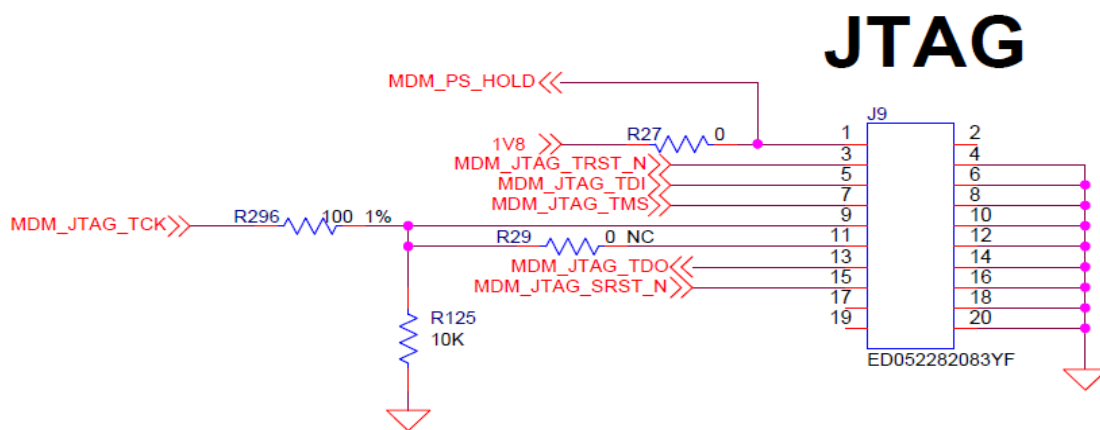 JTAG
MDM_PS_HOLD
J9
1V8 R27 0 1 2
MDM_JTAG_TRST_N 3 4
MDM_JTAG_TDI 5 6
MDM_JTAG_TMS 7 8
MDM_JTAG_TCK R296 100 1% 9 10
R29 0 NC 11 12
MDM_JTAG_TDO 13 14
MDM_JTAG_SRST_N 15 16
17 18
19 20
R125
10K
ED052282083YF